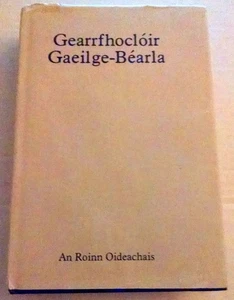 Gearrfhoclóir
Gaeilge-Béarla
An Roinn Oideachais